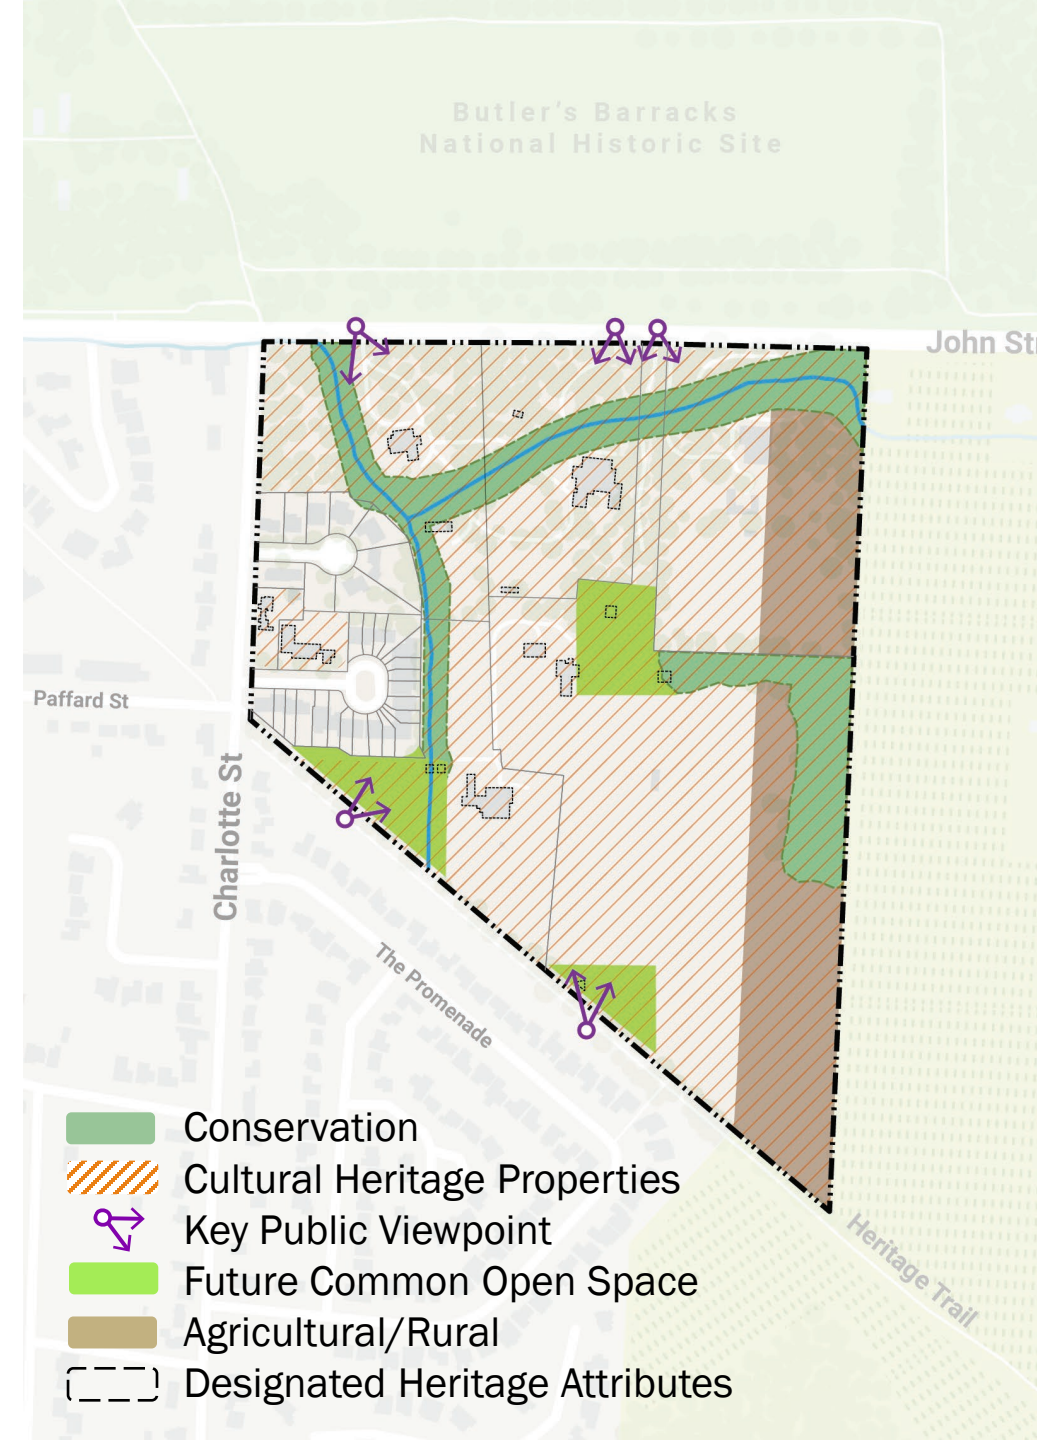 Butler's Barracks
National Historic Site
John St
Paffard St
Charlotte St
The Promenade
Heritage Trail
Conservation
Cultural Heritage Properties
Key Public Viewpoint
Future Common Open Space
Agricultural/Rural
Designated Heritage Attributes